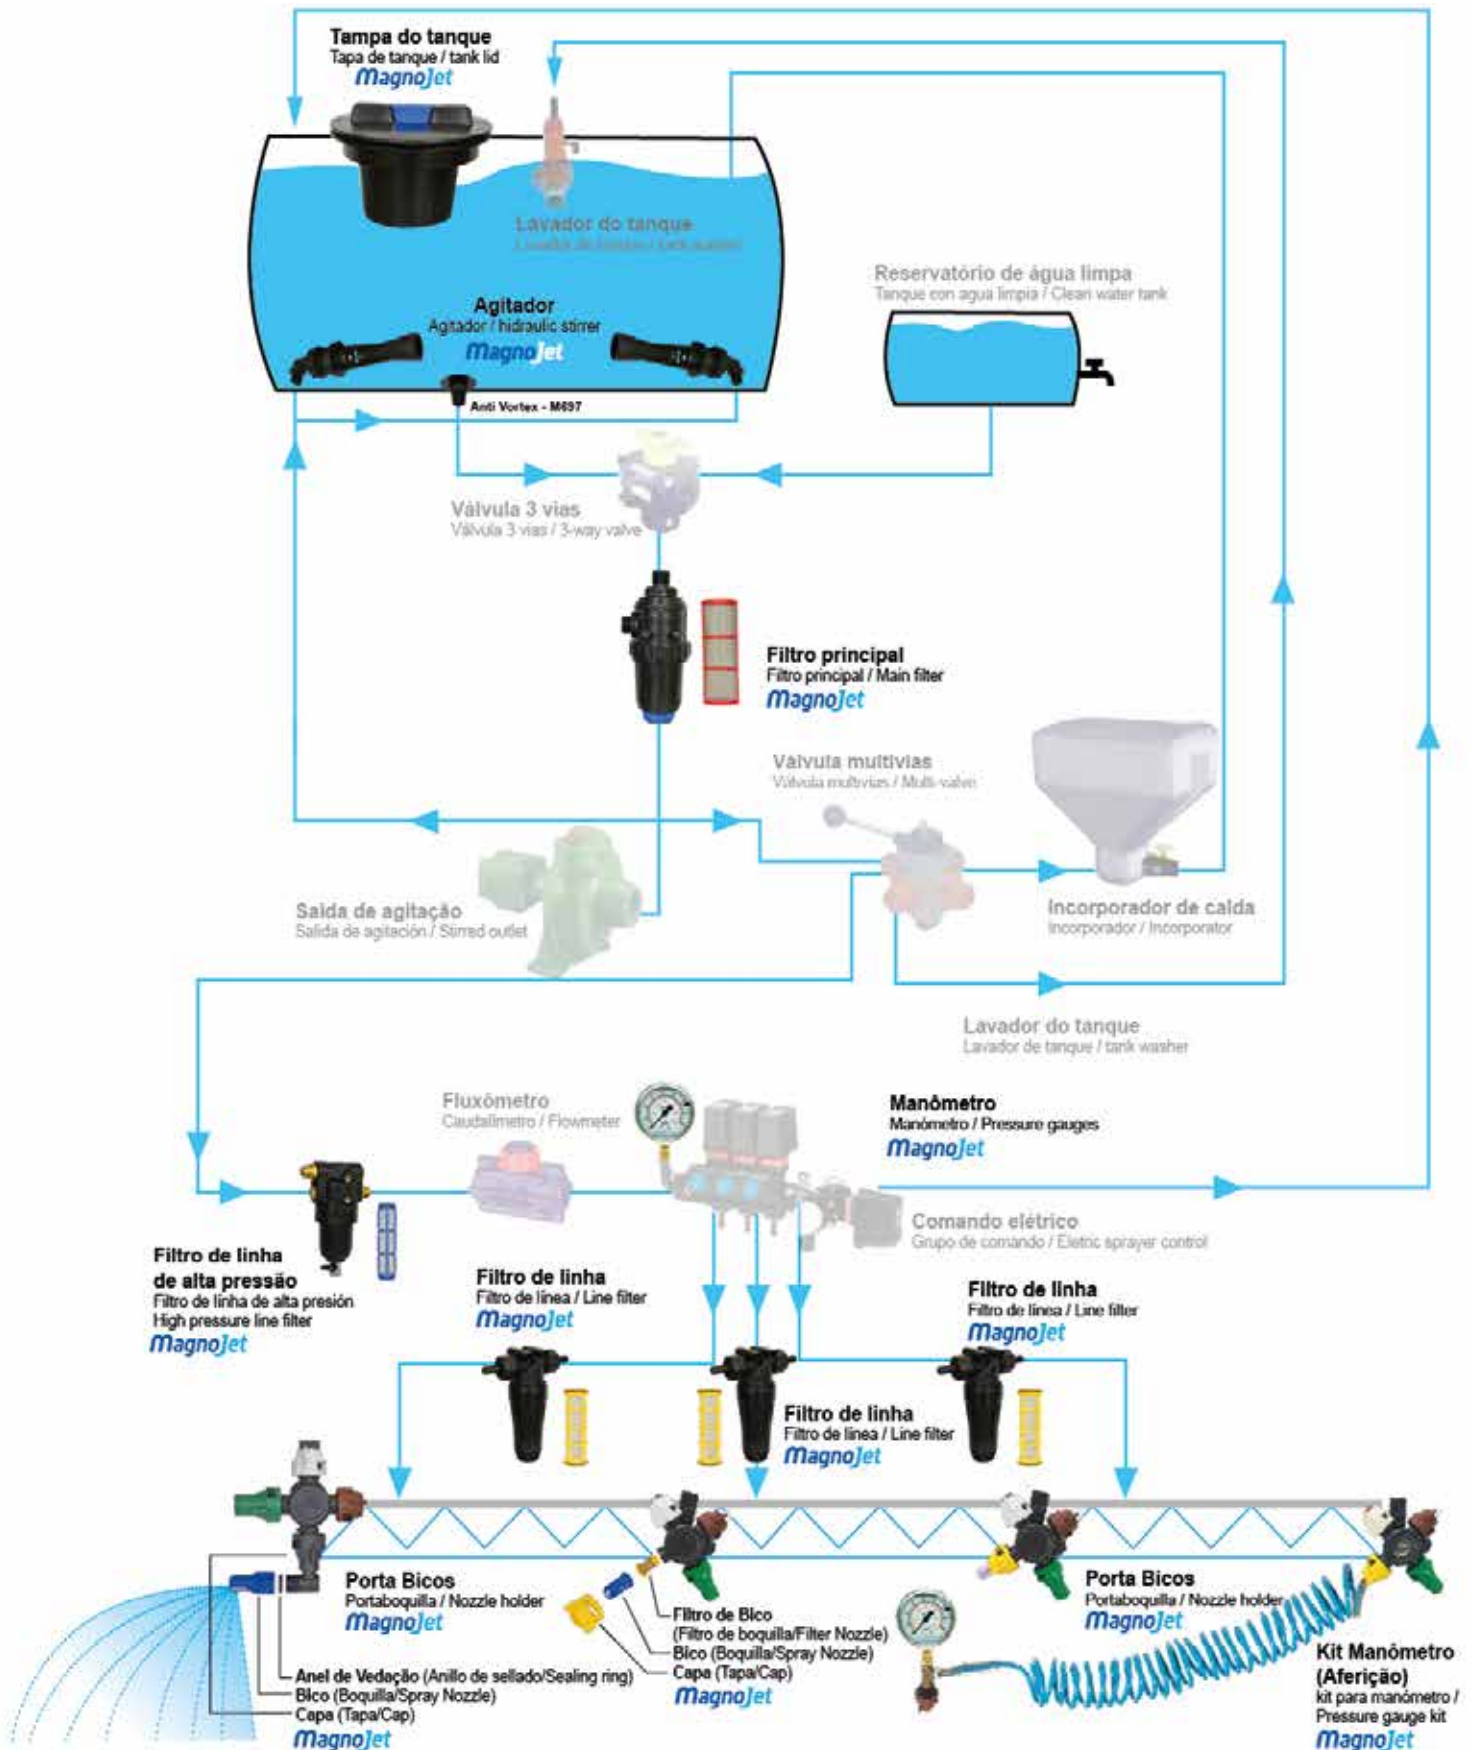 Tampa do tanque
Tapa de tanque / tank lid
MagnoJet
Lavador do tanque
Lavador de tanque / tank washer
Reservatório de água limpa
Tanque con agua limpia / Clean water tank
Agitador
Agitador / hidraulic stirrer
MagnoJet
Anti Vortex - M697
Válvula 3 vias
Válvula 3 vias / 3-way valve
Filtro principal
Filtro principal / Main filter
MagnoJet
Válvula multivias
Válvula multivias / Multi-valve
Saida de agitação
Salida de agitación / Stirred outlet
Incorporador de calda
Incorporador / Incorporator
Lavador do tanque
Lavador de tanque / tank washer
Fluxômetro
Caudalimetro / Flowmeter
Manômetro
Manómetro / Pressure gauges
MagnoJet
Comando elétrico
Grupo de comando / Eletric sprayer control
Filtro de linha
de alta pressão
Filtro de linha de alta presión
High pressure line filter
MagnoJet
Filtro de linha
Filtro de línea / Line filter
MagnoJet
Filtro de linha
Filtro de línea / Line filter
MagnoJet
Filtro de linha
Filtro de línea / Line filter
MagnoJet
Porta Bicos
Portaboquilla / Nozzle holder
MagnoJet
Porta Bicos
Portaboquilla / Nozzle holder
MagnoJet
Filtro de Bico
(Filtro de boquilla/Filter Nozzle)
Bico (Boquilla/Spray Nozzle)
Capa (Tapa/Cap)
MagnoJet
Anel de Vedação (Anillo de sellado/Sealing ring)
Bico (Boquilla/Spray Nozzle)
Capa (Tapa/Cap)
MagnoJet
Kit Manômetro
(Aferição)
kit para manómetro /
Pressure gauge kit
MagnoJet